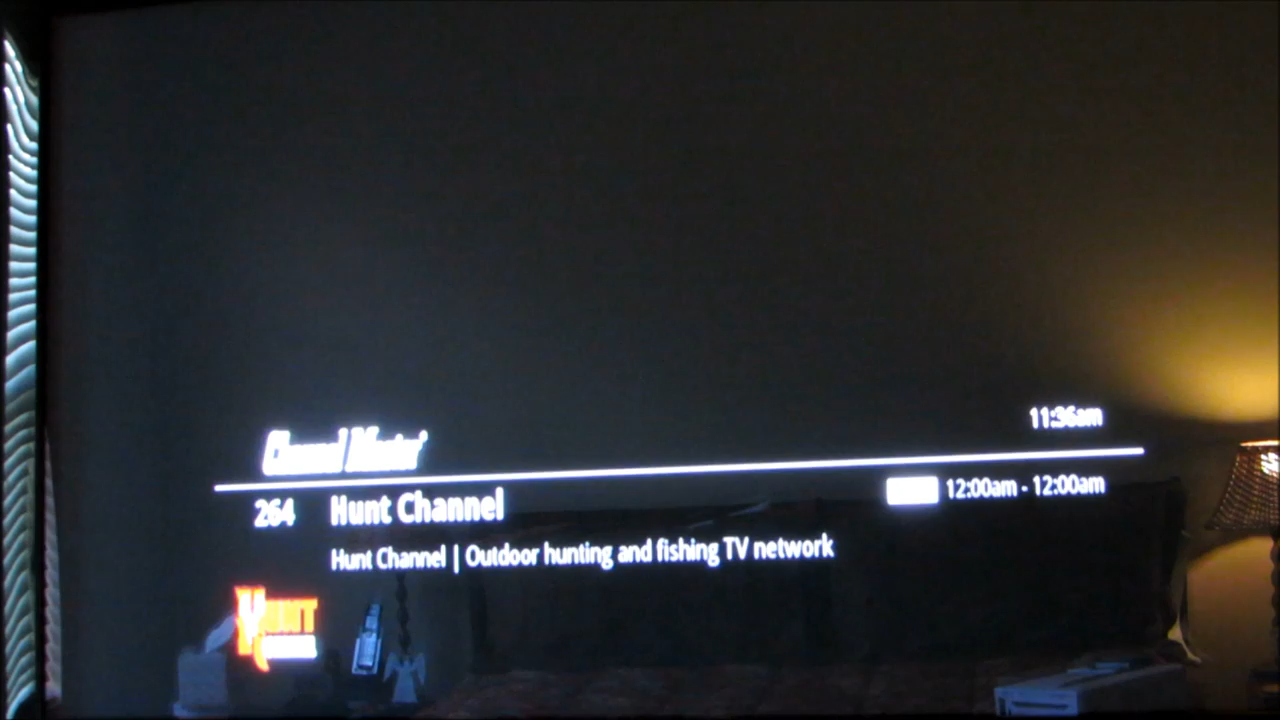 11:36am
Channel Master
264 Hunt Channel
12:00am - 12:00am
Hunt Channel | Outdoor hunting and fishing TV network
HUNT